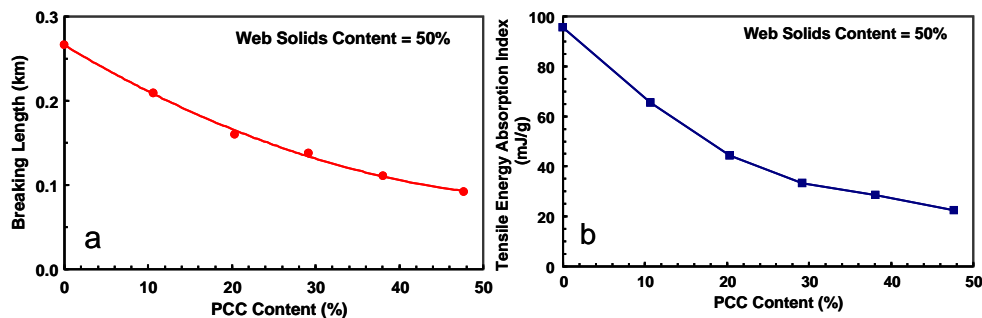 Web Solids Content = 50%
0.3
0.2
0.1
0.0
Breaking Length (km)
a
0 10 20 30 40 50
PCC Content (%)
Web Solids Content = 50%
100
80
60
40
20
0
Tensile Energy Absorption Index
(mJ/g)
b
0 10 20 30 40 50
PCC Content (%)